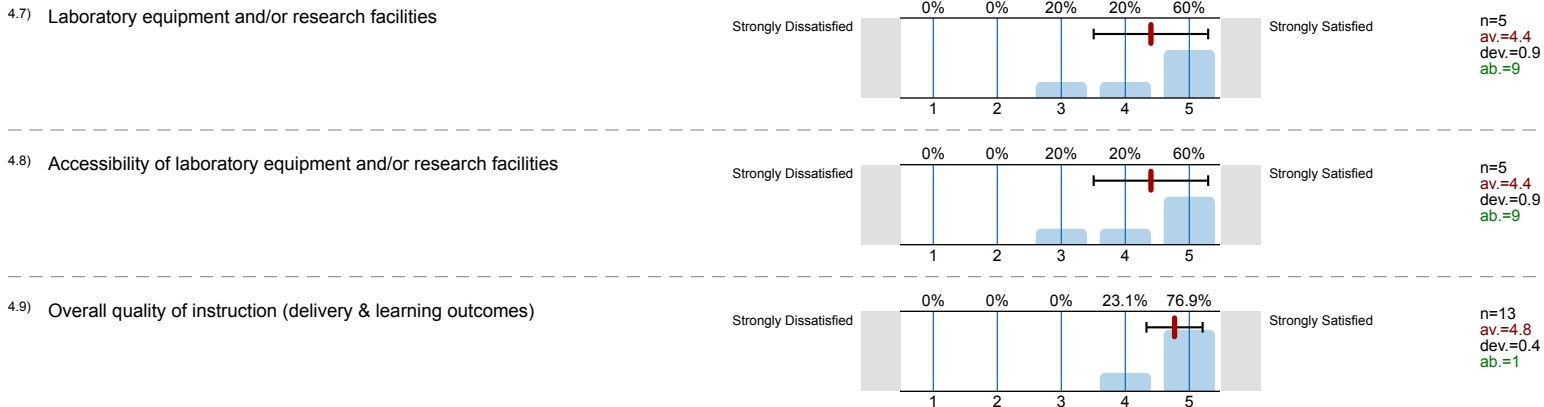 4.7) Laboratory equipment and/or research facilities
Strongly Dissatisfied
0% 0% 20% 20% 60%
1 2 3 4 5
Strongly Satisfied
n=5
av.=4.4
dev.=0.9
ab.=9
4.8) Accessibility of laboratory equipment and/or research facilities
Strongly Dissatisfied
0% 0% 20% 20% 60%
1 2 3 4 5
Strongly Satisfied
n=5
av.=4.4
dev.=0.9
ab.=9
4.9) Overall quality of instruction (delivery & learning outcomes)
Strongly Dissatisfied
0% 0% 0% 23.1% 76.9%
1 2 3 4 5
Strongly Satisfied
n=13
av.=4.8
dev.=0.4
ab.=1